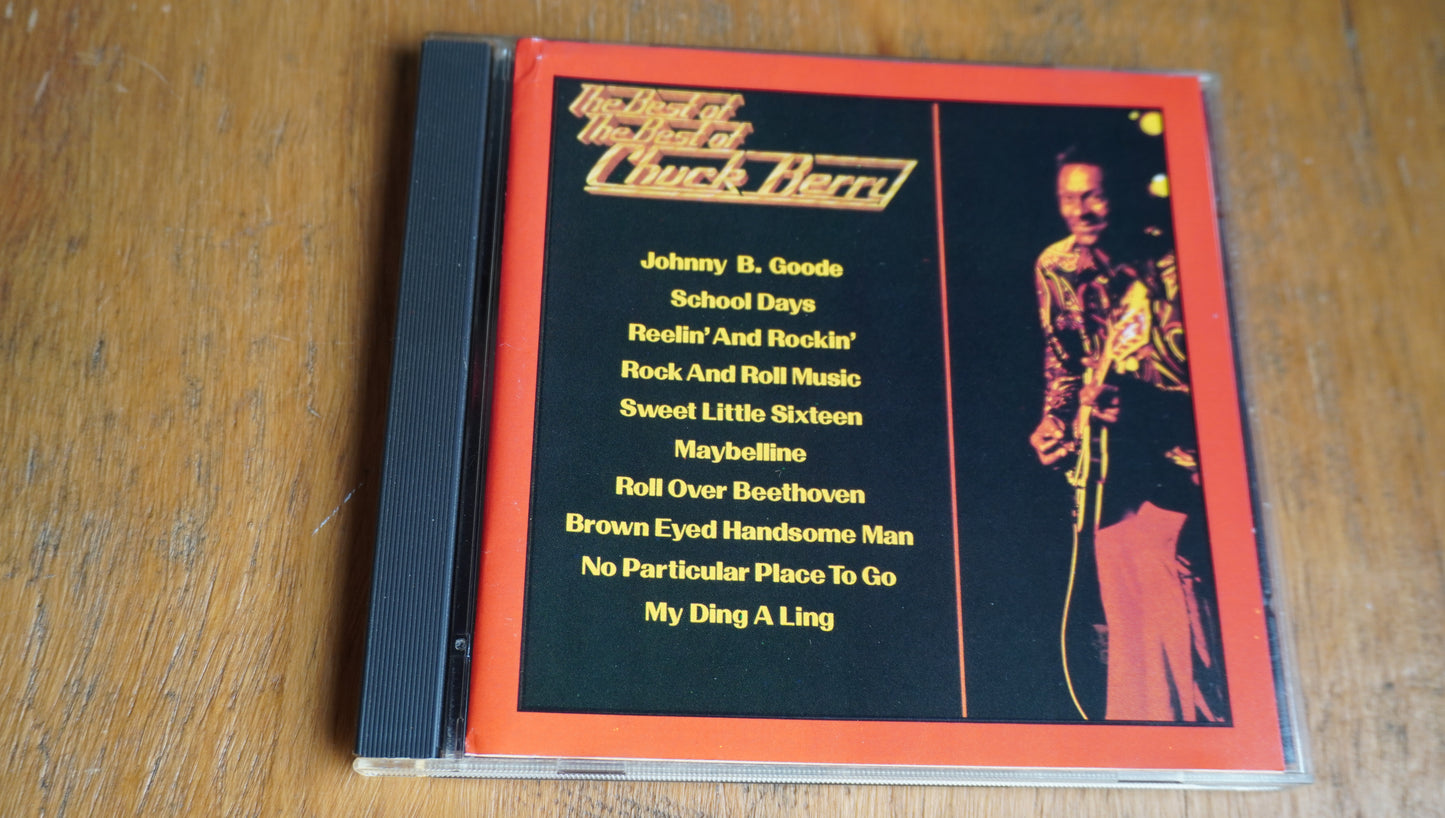 The Best of
The Best of
Chuck Berry
Johnny B. Goode
School Days
Reelin' And Rockin'
Rock And Roll Music
Sweet Little Sixteen
Maybelline
Roll Over Beethoven
Brown Eyed Handsome Man
No Particular Place To Go
My Ding A Ling